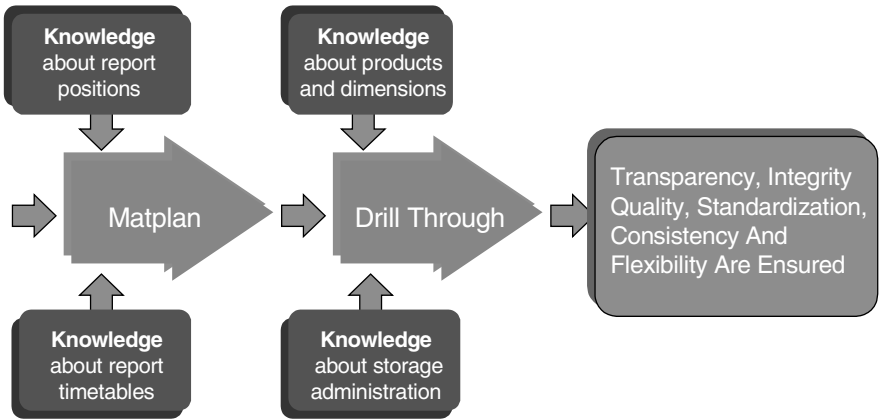 Knowledge
about report
positions
Knowledge
about products
and dimensions
Matplan
Drill Through
Transparency, Integrity
Quality, Standardization,
Consistency And
Flexibility Are Ensured
Knowledge
about report
timetables
Knowledge
about storage
administration